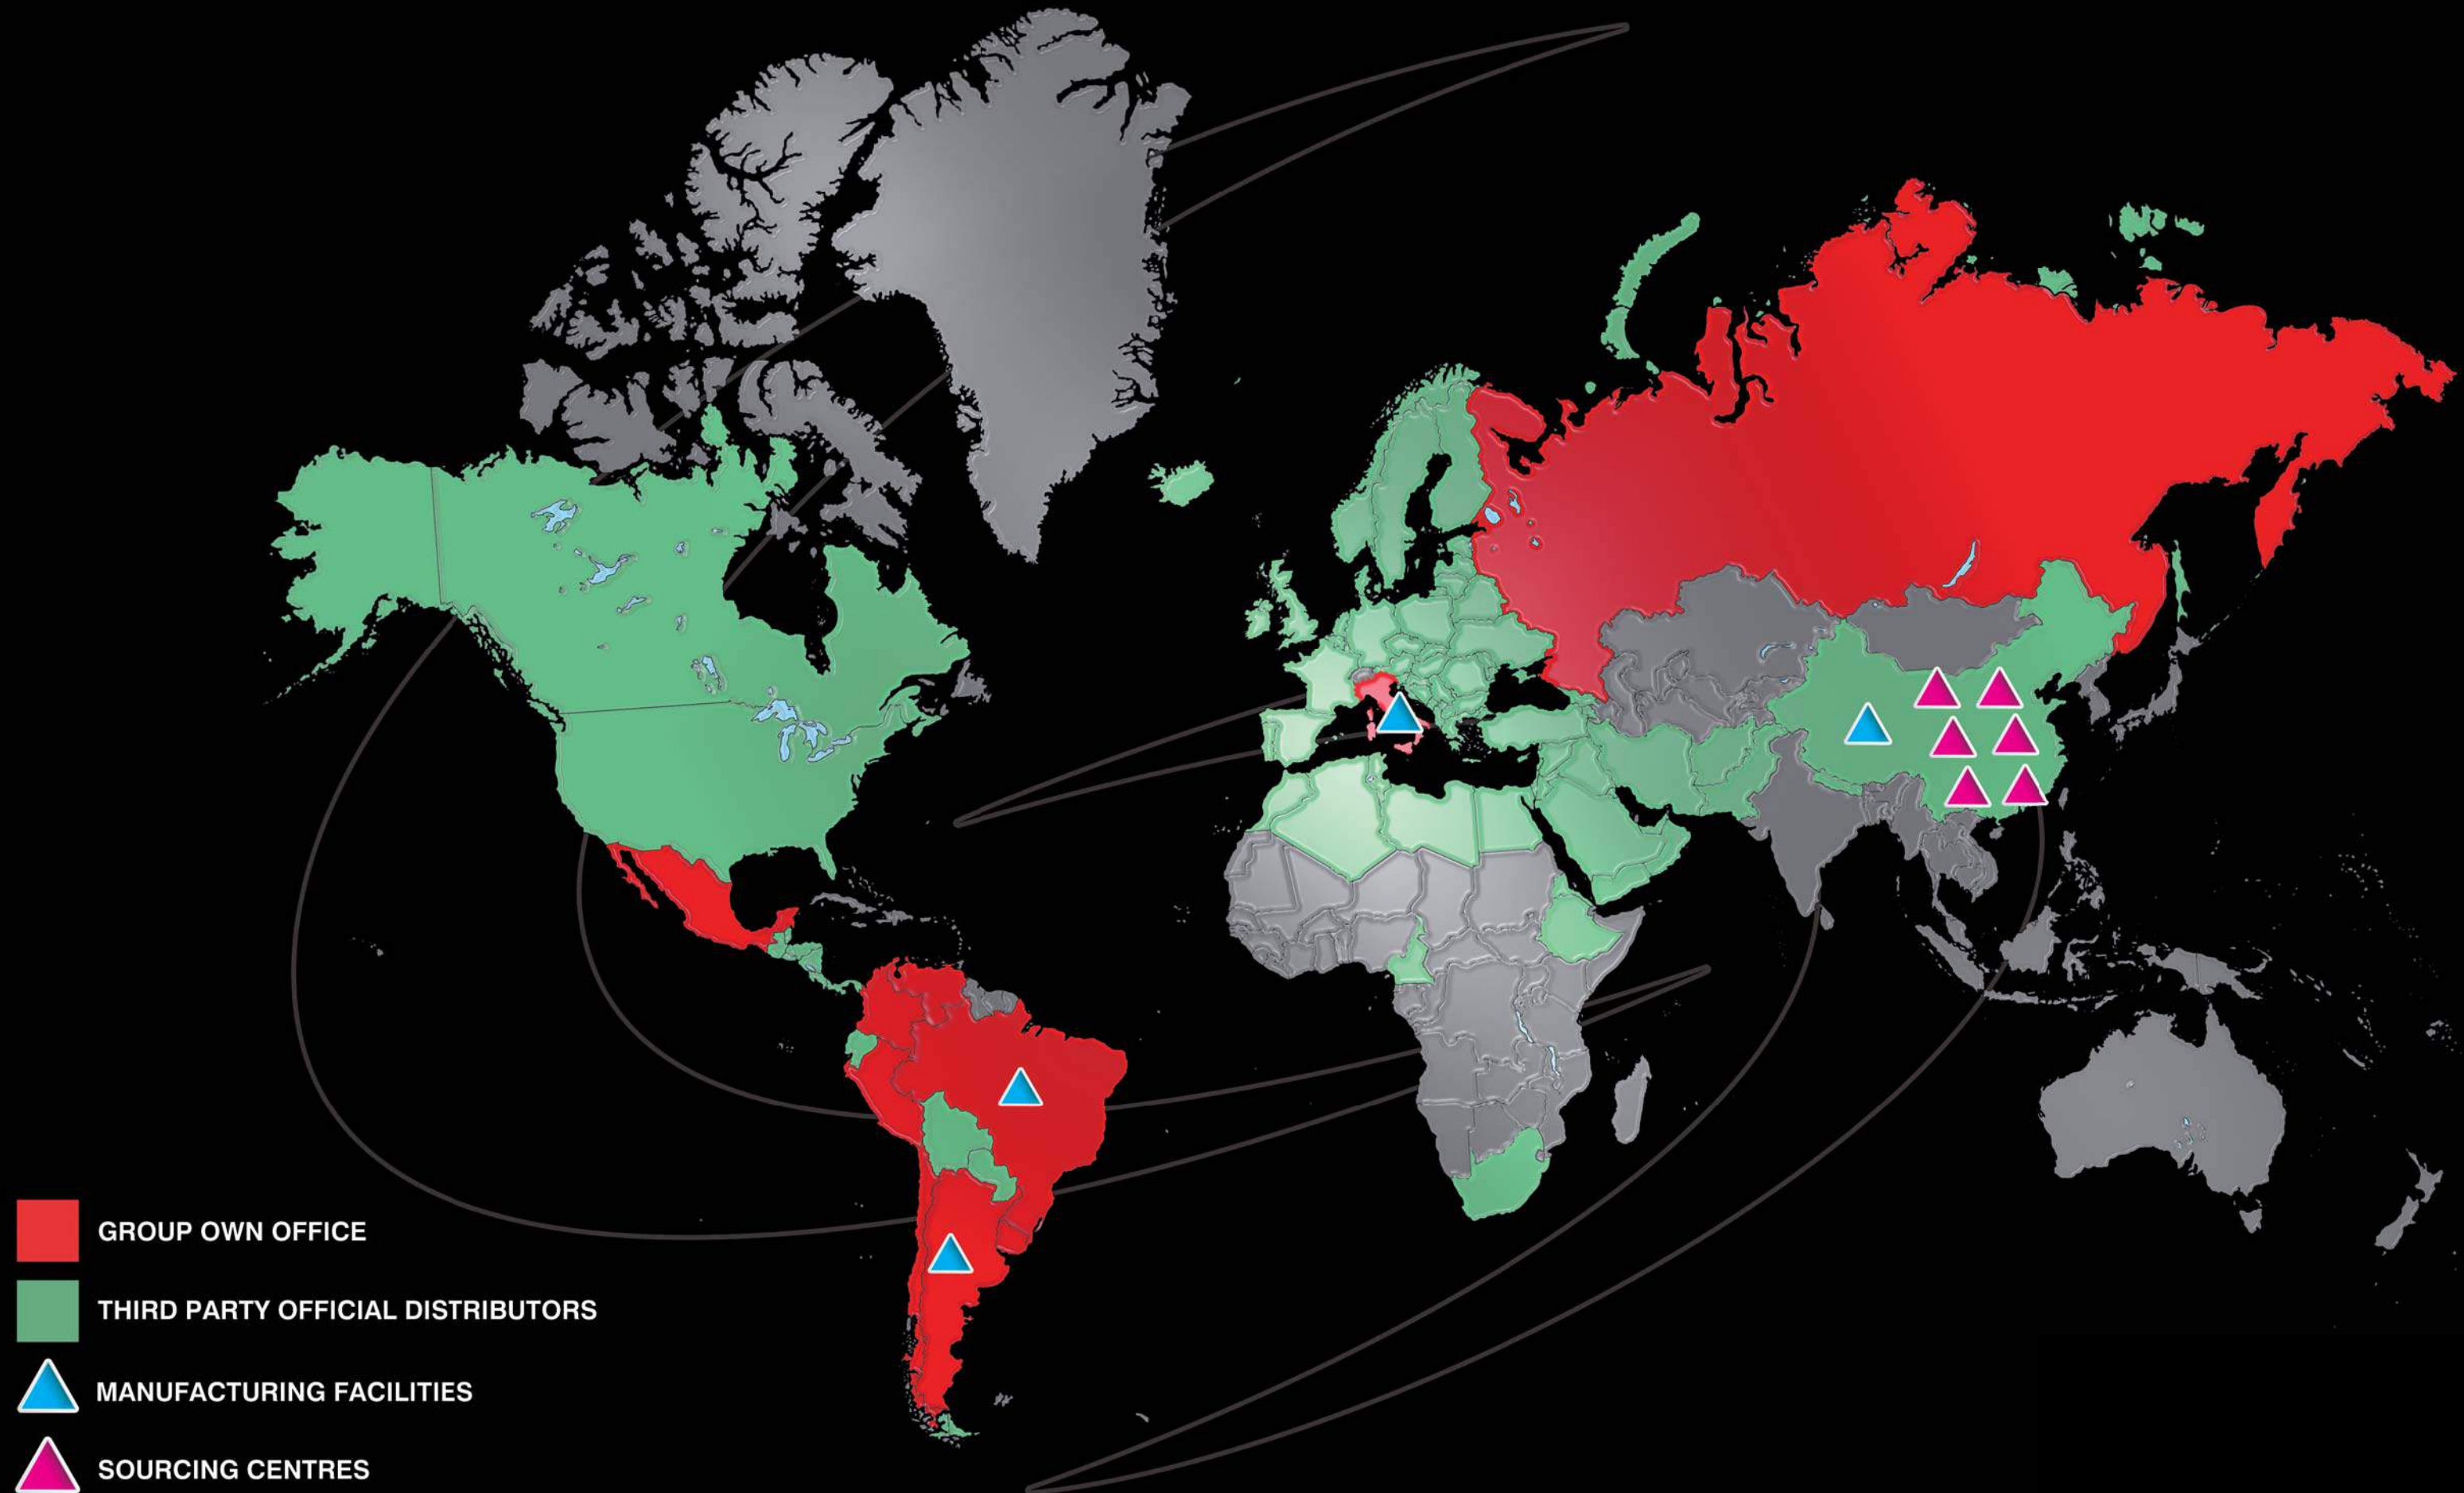 GROUP OWN OFFICE
THIRD PARTY OFFICIAL DISTRIBUTORS
MANUFACTURING FACILITIES
SOURCING CENTRES